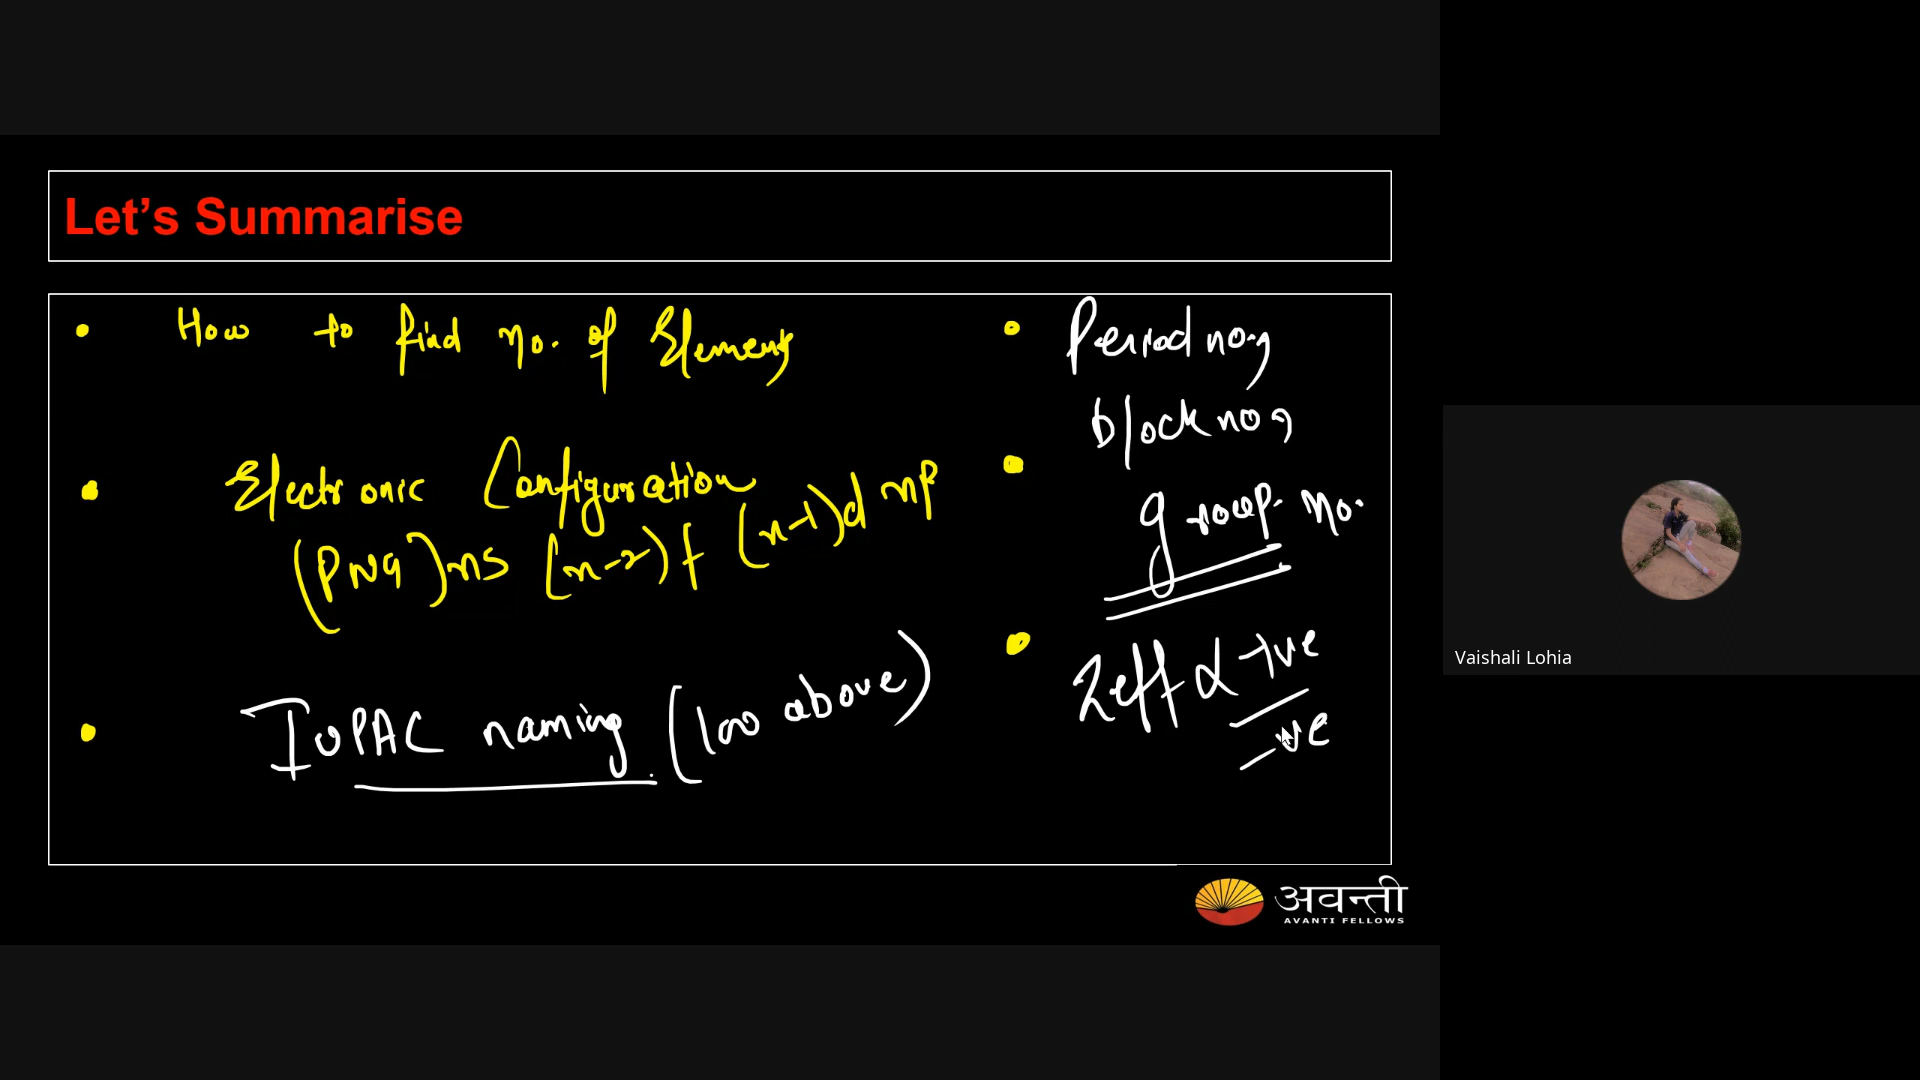 Let's Summarise
• How to find no. of Elements
• Electronic Configuration
(PNG) ns (n-2)f (n-1)d np
• IUPAC naming (100 above)
• Period no.,
block no,
• group. no.
• Zeff α +ve
-ve
Vaishali Lohia
अवन्ती
AVANTI FELLOWS